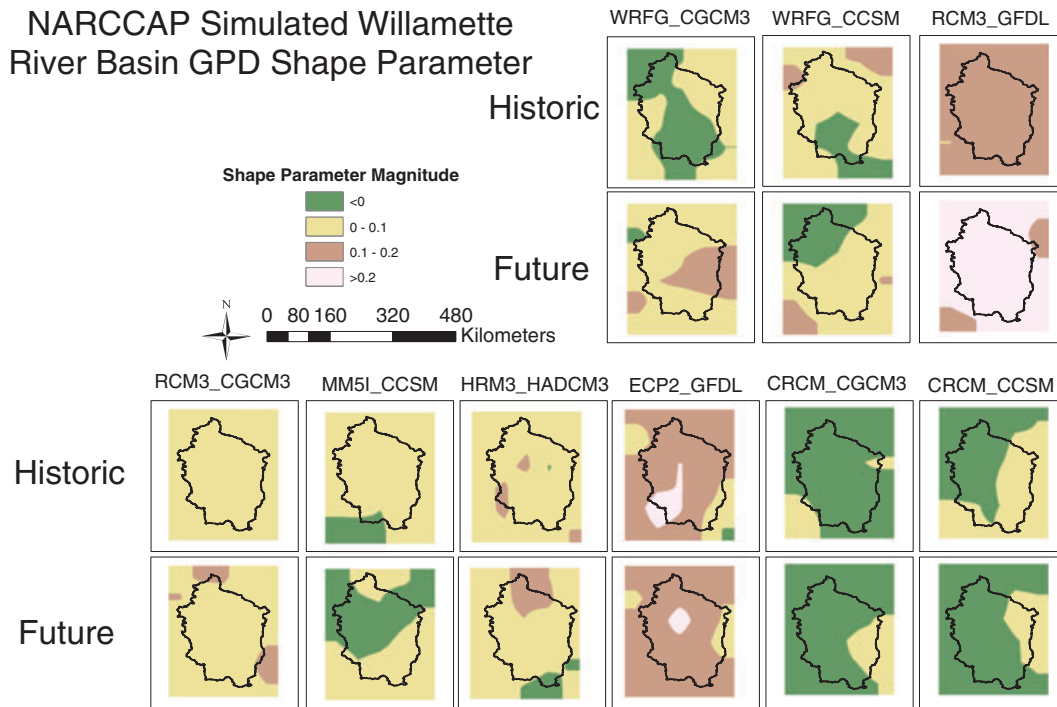 NARCCAP Simulated Willamette
River Basin GPD Shape Parameter
WRFG_CGCM3 WRFG_CCSM RCM3_GFDL
Historic
Shape Parameter Magnitude
<0
0 - 0.1
0.1 - 0.2
>0.2
Future
N
0 80 160 320 480
Kilometers
RCM3_CGCM3 MM5I_CCSM HRM3_HADCM3 ECP2_GFDL CRCM_CGCM3 CRCM_CCSM
Historic
Future